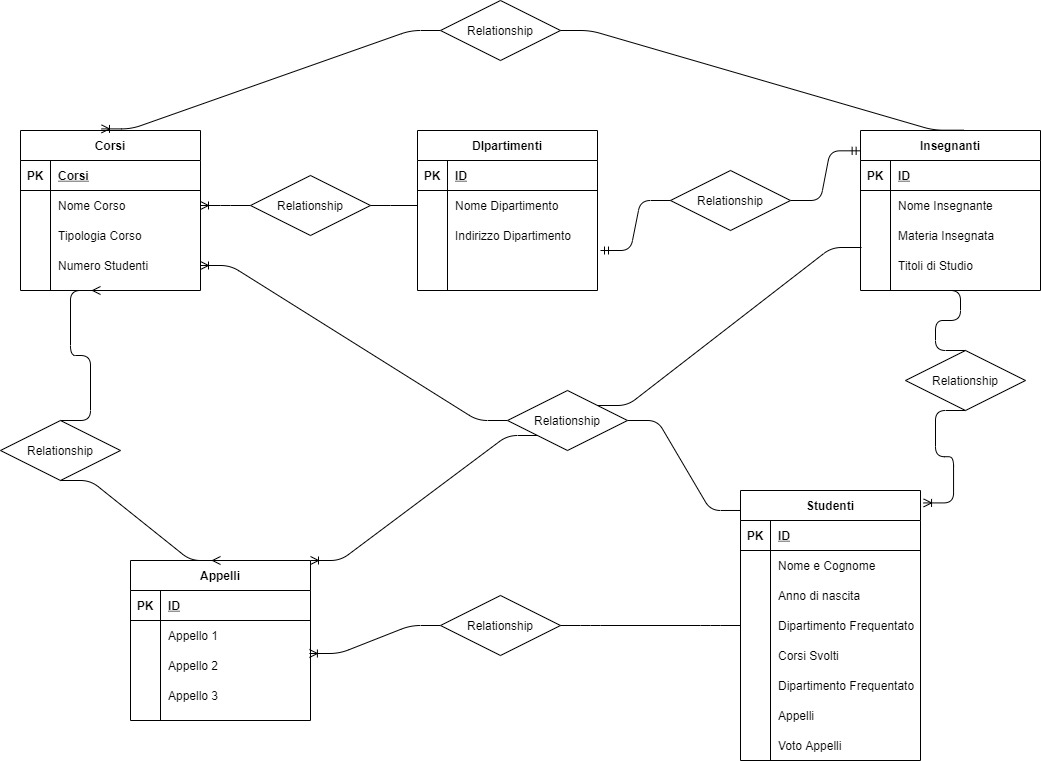 Relationship
Corsi
PK Corsi
Nome Corso
Tipologia Corso
Numero Studenti
Relationship
DIpartimenti
PK ID
Nome Dipartimento
Indirizzo Dipartimento
Relationship
Insegnanti
PK ID
Nome Insegnante
Materia Insegnata
Titoli di Studio
Relationship
Relationship
Relationship
Appelli
PK ID
Appello 1
Appello 2
Appello 3
Relationship
Studenti
PK ID
Nome e Cognome
Anno di nascita
Dipartimento Frequentato
Corsi Svolti
Dipartimento Frequentato
Appelli
Voto Appelli